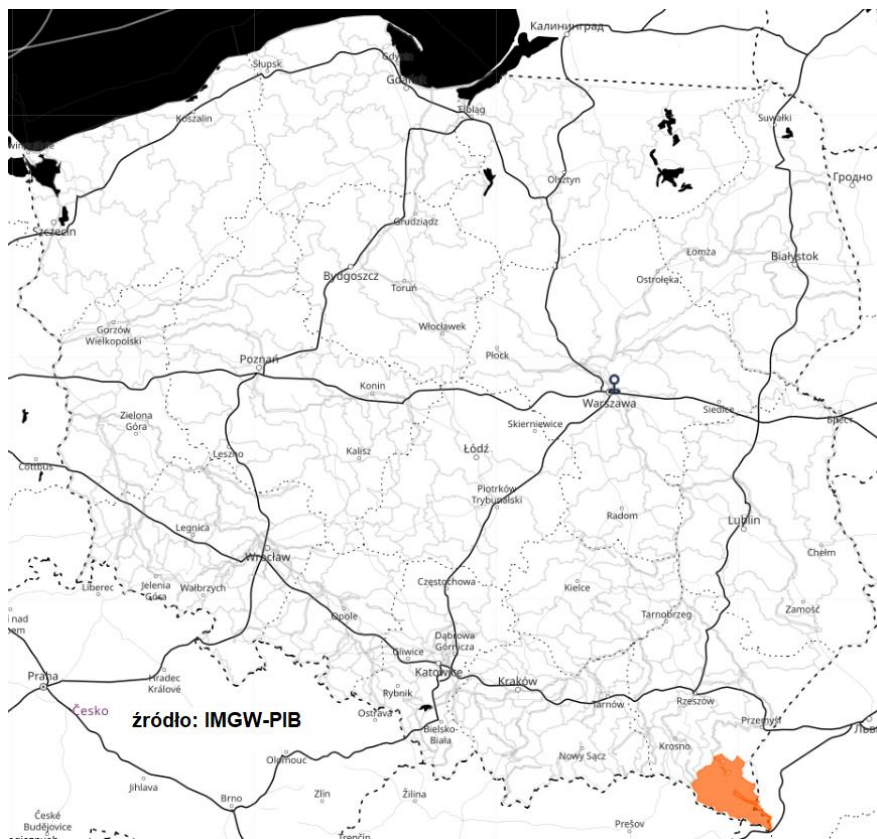 Калининград
Gdynia
Słupsk
Gdańsk
Elbląg
Koszalin
Suwałki
Гродно
Olsztyn
Szczecin
Grudziądz
Łomża
Białystok
Bydgoszcz
Ostrołęka
Toruń
Gorzów
Wielkopolski
Włocławek
Płock
Poznań
Konin
Warszawa
Siedlce
Брест
Zielona
Góra
Skierniewice
Leszno
Kalisz
Łódź
Cottbus
Piotrków
Trybunalski
Radom
Legnica
Lublin
Wrocław
Chełm
Liberec
Jelenia
Góra
Wałbrzych
Częstochowa
Kielce
Opole
Tarnobrzeg
Zamość
nad
Dąbrowa
Górnicza
Gliwice
Katowice
Praha
Hradec
Králové
Kraków
Rybnik
Tarnów
Rzeszów
Česko
źródło: IMGW-PIB
Ostrava
Bielsko-
Biała
Przemyśl
Krosno
Nowy Sącz
Olomouc
Jihlava
Brno
Zlín
Žilina
České
Budějovice
Trenčín
Prešov